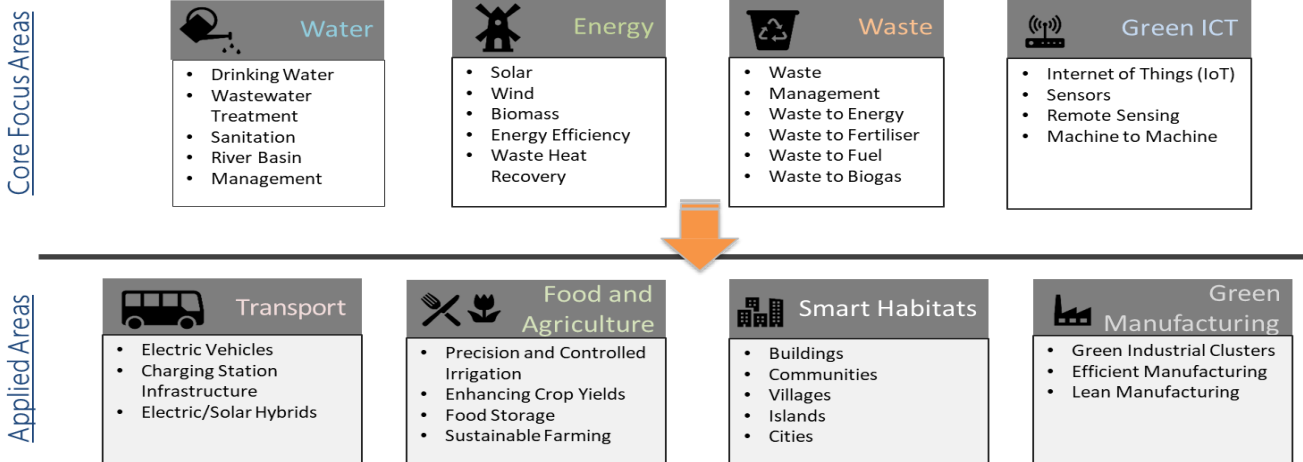 Core Focus Areas
Water
• Drinking Water
• Wastewater
Treatment
• Sanitation
• River Basin
• Management
Energy
• Solar
• Wind
• Biomass
• Energy Efficiency
• Waste Heat
Recovery
Waste
• Waste
• Management
• Waste to Energy
• Waste to Fertiliser
• Waste to Fuel
• Waste to Biogas
Green ICT
• Internet of Things (IoT)
• Sensors
• Remote Sensing
• Machine to Machine
Applied Areas
Transport
• Electric Vehicles
• Charging Station
Infrastructure
• Electric/Solar Hybrids
Food and
Agriculture
• Precision and Controlled
Irrigation
• Enhancing Crop Yields
• Food Storage
• Sustainable Farming
Smart Habitats
• Buildings
• Communities
• Villages
• Islands
• Cities
Green
Manufacturing
• Green Industrial Clusters
• Efficient Manufacturing
• Lean Manufacturing